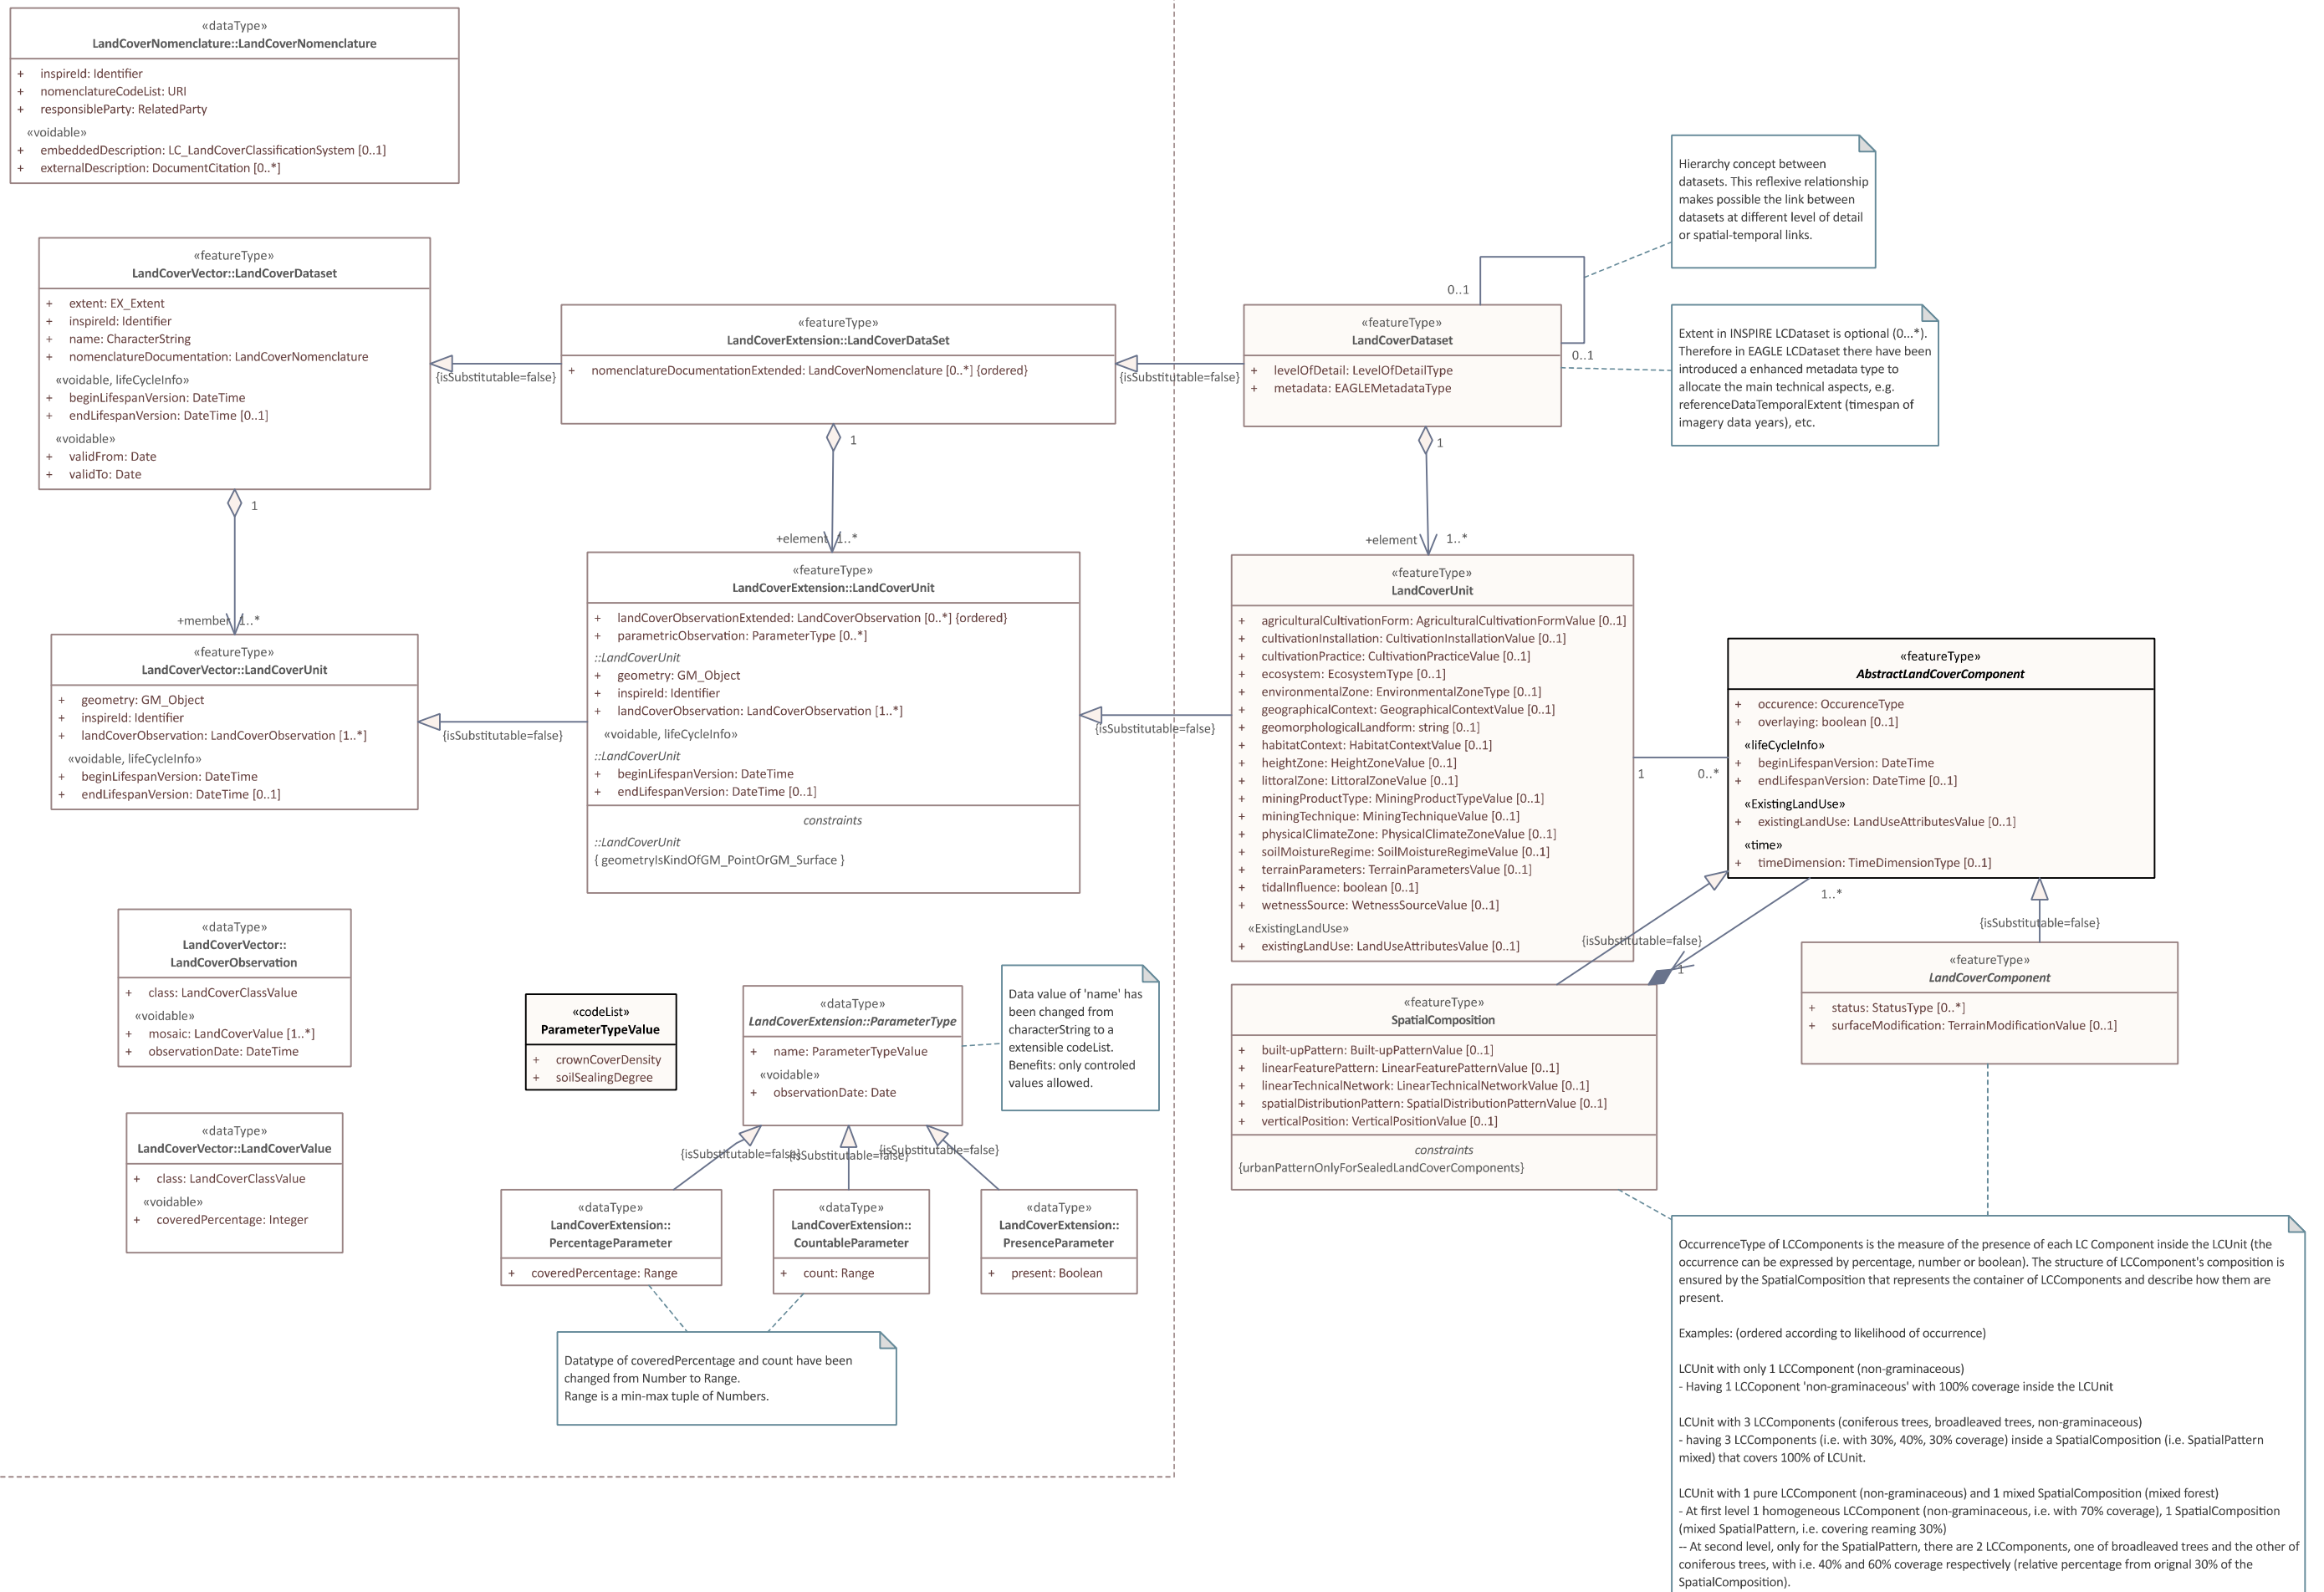 «dataType»
LandCoverNomenclature::LandCoverNomenclature
+ inspireId: Identifier
+ nomenclatureCodeList: URI
+ responsibleParty: RelatedParty
«voidable»
+ embeddedDescription: LC_LandCoverClassificationSystem [0..1]
+ externalDescription: DocumentCitation [0..*]
«featureType»
LandCoverVector::LandCoverDataset
+ extent: EX_Extent
+ inspireId: Identifier
+ name: CharacterString
+ nomenclatureDocumentation: LandCoverNomenclature
«voidable, lifeCycleInfo»
+ beginLifespanVersion: DateTime
+ endLifespanVersion: DateTime [0..1]
«voidable»
+ validFrom: Date
+ validTo: Date
{isSubstitutable=false}
«featureType»
LandCoverExtension::LandCoverDataSet
+ nomenclatureDocumentationExtended: LandCoverNomenclature [0..*] {ordered}
{isSubstitutable=false}
«featureType»
LandCoverDataset
+ levelOfDetail: LevelOfDetailType
+ metadata: EAGLEMetadataType
0..1
0..1
Hierarchy concept between
datasets. This reflexive relationship
makes possible the link between
datasets at different level of detail
or spatial-temporal links.
Extent in INSPIRE LCDataset is optional (0...*).
Therefore in EAGLE LCDataset there have been
introduced a enhanced metadata type to
allocate the main technical aspects, e.g.
referenceDataTemporalExtent (timespan of
imagery data years), etc.
1
+member 1..*
1
+element 1..*
1
+element 1..*
«featureType»
LandCoverVector::LandCoverUnit
+ geometry: GM_Object
+ inspireId: Identifier
+ landCoverObservation: LandCoverObservation [1..*]
«voidable, lifeCycleInfo»
+ beginLifespanVersion: DateTime
+ endLifespanVersion: DateTime [0..1]
{isSubstitutable=false}
«featureType»
LandCoverExtension::LandCoverUnit
+ landCoverObservationExtended: LandCoverObservation [0..*] {ordered}
+ parametricObservation: ParameterType [0..*]
::LandCoverUnit
+ geometry: GM_Object
+ inspireId: Identifier
+ landCoverObservation: LandCoverObservation [1..*]
«voidable, lifeCycleInfo»
::LandCoverUnit
+ beginLifespanVersion: DateTime
+ endLifespanVersion: DateTime [0..1]
constraints
::LandCoverUnit
{ geometryIsKindOfGM_PointOrGM_Surface }
{isSubstitutable=false}
«featureType»
LandCoverUnit
+ agriculturalCultivationForm: AgriculturalCultivationFormValue [0..1]
+ cultivationInstallation: CultivationInstallationValue [0..1]
+ cultivationPractice: CultivationPracticeValue [0..1]
+ ecosystem: EcosystemType [0..1]
+ environmentalZone: EnvironmentalZoneType [0..1]
+ geographicalContext: GeographicalContextValue [0..1]
+ geomorphologicalLandform: string [0..1]
+ habitatContext: HabitatContextValue [0..1]
+ heightZone: HeightZoneValue [0..1]
+ littoralZone: LittoralZoneValue [0..1]
+ miningProductType: MiningProductTypeValue [0..1]
+ miningTechnique: MiningTechniqueValue [0..1]
+ physicalClimateZone: PhysicalClimateZoneValue [0..1]
+ soilMoistureRegime: SoilMoistureRegimeValue [0..1]
+ terrainParameters: TerrainParametersValue [0..1]
+ tidalInfluence: boolean [0..1]
+ wetnessSource: WetnessSourceValue [0..1]
«ExistingLandUse»
+ existingLandUse: LandUseAttributesValue [0..1]
1 0..*
«featureType»
AbstractLandCoverComponent
+ occurence: OccurenceType
+ overlaying: boolean [0..1]
«lifeCycleInfo»
+ beginLifespanVersion: DateTime
+ endLifespanVersion: DateTime [0..1]
«ExistingLandUse»
+ existingLandUse: LandUseAttributesValue [0..1]
«time»
+ timeDimension: TimeDimensionType [0..1]
1..*
{isSubstitutable=false}
1
{isSubstitutable=false}
«featureType»
LandCoverComponent
+ status: StatusType [0..*]
+ surfaceModification: TerrainModificationValue [0..1]
«featureType»
SpatialComposition
+ built-upPattern: Built-upPatternValue [0..1]
+ linearFeaturePattern: LinearFeaturePatternValue [0..1]
+ linearTechnicalNetwork: LinearTechnicalNetworkValue [0..1]
+ spatialDistributionPattern: SpatialDistributionPatternValue [0..1]
+ verticalPosition: VerticalPositionValue [0..1]
constraints
{urbanPatternOnlyForSealedLandCoverComponents}
«dataType»
LandCoverVector::
LandCoverObservation
+ class: LandCoverClassValue
«voidable»
+ mosaic: LandCoverValue [1..*]
+ observationDate: DateTime
«dataType»
LandCoverVector::LandCoverValue
+ class: LandCoverClassValue
«voidable»
+ coveredPercentage: Integer
«codeList»
ParameterTypeValue
+ crownCoverDensity
+ soilSealingDegree
«dataType»
LandCoverExtension::ParameterType
+ name: ParameterTypeValue
«voidable»
+ observationDate: Date
Data value of 'name' has
been changed from
characterString to a
extensible codeList.
Benefits: only controled
values allowed.
{isSubstitutable=false}
{isSubstitutable=false}
{isSubstitutable=false}
«dataType»
LandCoverExtension::
PercentageParameter
+ coveredPercentage: Range
«dataType»
LandCoverExtension::
CountableParameter
+ count: Range
«dataType»
LandCoverExtension::
PresenceParameter
+ present: Boolean
Datatype of coveredPercentage and count have been
changed from Number to Range.
Range is a min-max tuple of Numbers.
OccurrenceType of LCComponents is the measure of the presence of each LC Component inside the LCUnit (the
occurrence can be expressed by percentage, number or boolean). The structure of LCComponent's composition is
ensured by the SpatialComposition that represents the container of LCComponents and describe how them are
present.
Examples: (ordered according to likelihood of occurrence)
LCUnit with only 1 LCComponent (non-graminaceous)
- Having 1 LCCoponent 'non-graminaceous' with 100% coverage inside the LCUnit
LCUnit with 3 LCComponents (coniferous trees, broadleaved trees, non-graminaceous)
- having 3 LCComponents (i.e. with 30%, 40%, 30% coverage) inside a SpatialComposition (i.e. SpatialPattern
mixed) that covers 100% of LCUnit.
LCUnit with 1 pure LCComponent (non-graminaceous) and 1 mixed SpatialComposition (mixed forest)
- At first level 1 homogeneous LCComponent (non-graminaceous, i.e. with 70% coverage), 1 SpatialComposition
(mixed SpatialPattern, i.e. covering reaming 30%)
-- At second level, only for the SpatialPattern, there are 2 LCComponents, one of broadleaved trees and the other of
coniferous trees, with i.e. 40% and 60% coverage respectively (relative percentage from orignal 30% of the
SpatialComposition).